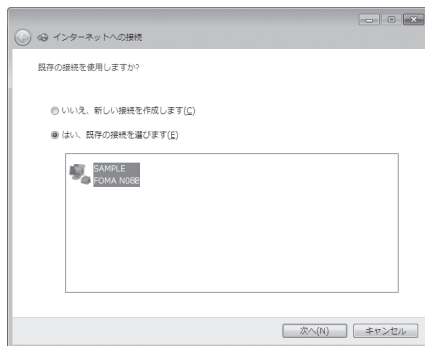 インターネットへの接続
既存の接続を使用しますか?
いいえ、新しい接続を作成します(C)
はい、既存の接続を選びます(E)
SAMPLE
FOMA N08B
次へ(N)
キャンセル